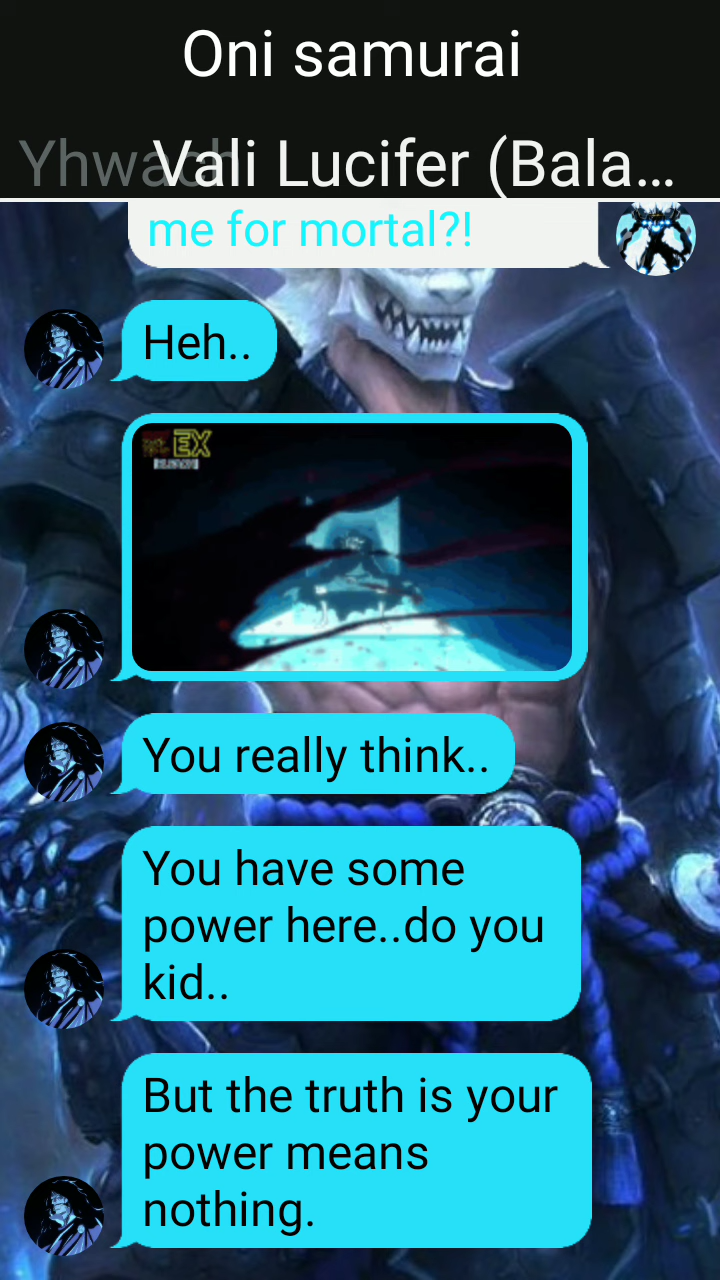 Oni samurai
Yhwach
Vali Lucifer (Bala...
me for mortal?!
Heh..
EX
You really think..
You have some
power here..do you
kid..
But the truth is your
power means
nothing.